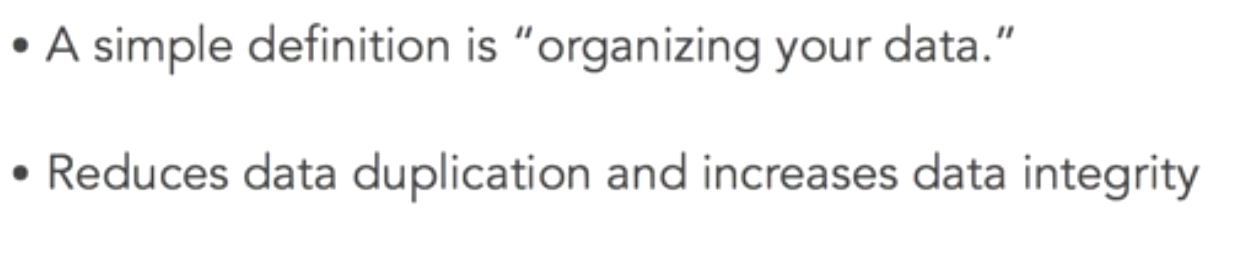 • A simple definition is “organizing your data.”
• Reduces data duplication and increases data integrity